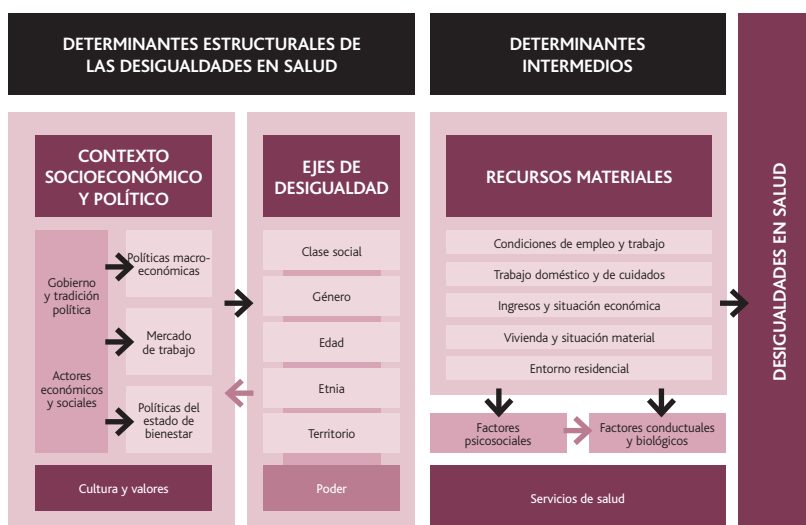 DETERMINANTES ESTRUCTURALES DE
LAS DESIGUALDADES EN SALUD
DETERMINANTES
INTERMEDIOS
CONTEXTO
SOCIOECONÓMICO
Y POLÍTICO
Gobierno
y tradición
política
Actores
económicos
y sociales
Políticas macro-
económicas
Mercado
de trabajo
Políticas del
estado de
bienestar
Cultura y valores
EJES DE
DESIGUALDAD
Clase social
Género
Edad
Etnia
Territorio
Poder
RECURSOS MATERIALES
Condiciones de empleo y trabajo
Trabajo doméstico y de cuidados
Ingresos y situación económica
Vivienda y situación material
Entorno residencial
Factores
psicosociales
Factores conductuales
y biológicos
Servicios de salud
DESIGUALDADES EN SALUD